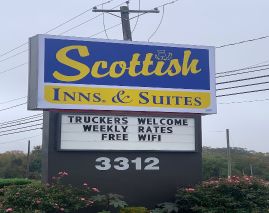 Scottish
INNS. & SUITES
TRUCKERS WELCOME
WEEKLY RATES
FREE WIFI
3312